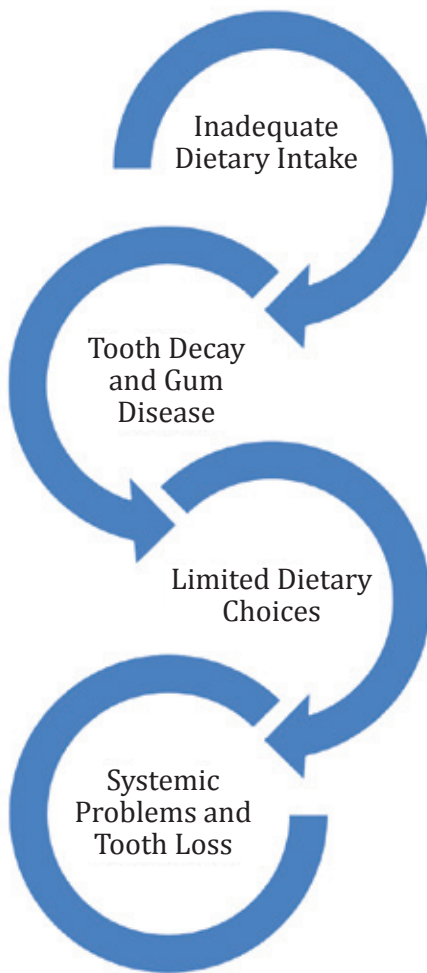 Inadequate
Dietary Intake
Tooth Decay
and Gum
Disease
Limited Dietary
Choices
Systemic
Problems and
Tooth Loss